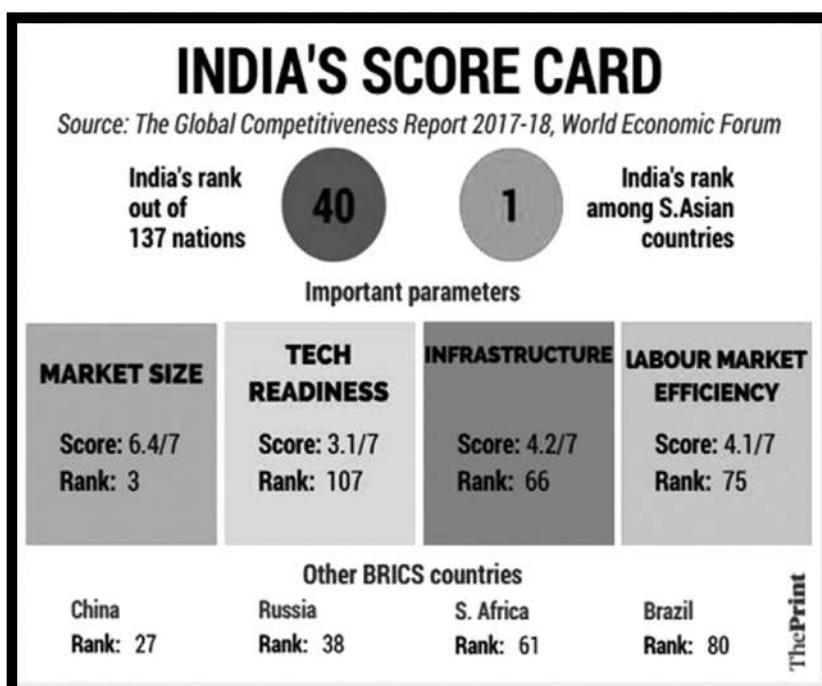 INDIA'S SCORE CARD
Source: The Global Competitiveness Report 2017-18, World Economic Forum
India's rank
out of
137 nations
40
1
India's rank
among S.Asian
countries
Important parameters
MARKET SIZE
Score: 6.4/7
Rank: 3
TECH
READINESS
Score: 3.1/7
Rank: 107
INFRASTRUCTURE
Score: 4.2/7
Rank: 66
LABOUR MARKET
EFFICIENCY
Score: 4.1/7
Rank: 75
Other BRICS countries
China
Rank: 27
Russia
Rank: 38
S. Africa
Rank: 61
Brazil
Rank: 80
ThePrint